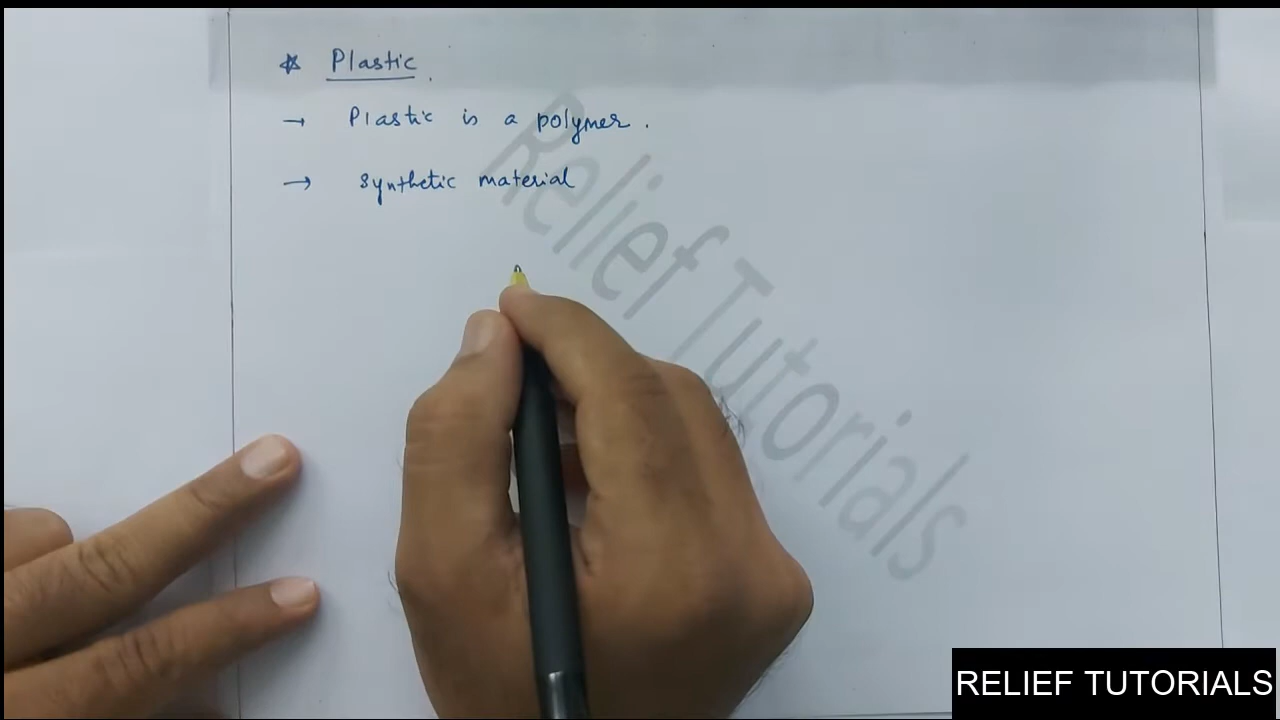 * Plastic.
→ Plastic is a polymer.
→ Synthetic material
Relief Tutorials
RELIEF TUTORIALS